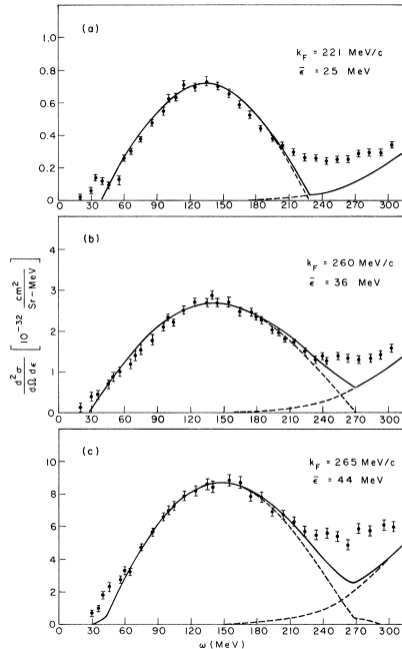 (a)
k_F = 221 MeV/c
ε̄ = 25 MeV
1.0
0.8
0.6
0.4
0.2
0
0 30 60 90 120 150 180 210 240 270 300
(b)
k_F = 260 MeV/c
ε̄ = 36 MeV
d²σ/dΩ dε [10⁻³² cm²/Sr-MeV]
4
3
2
1
0
0 30 60 90 120 150 180 210 240 270 300
(c)
k_F = 265 MeV/c
ε̄ = 44 MeV
10
8
6
4
2
0
0 30 60 90 120 150 180 210 240 270 300
ω (MeV)